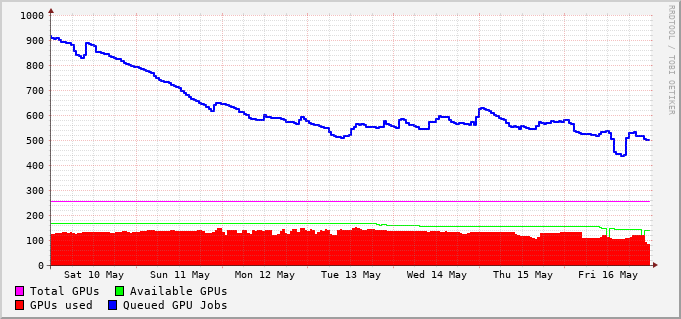 RRDTOOL / TOBI OETIKER
1000
900
800
700
600
500
400
300
200
100
0
Sat 10 May Sun 11 May Mon 12 May Tue 13 May Wed 14 May Thu 15 May Fri 16 May
Total GPUs Available GPUs
GPUs used Queued GPU Jobs